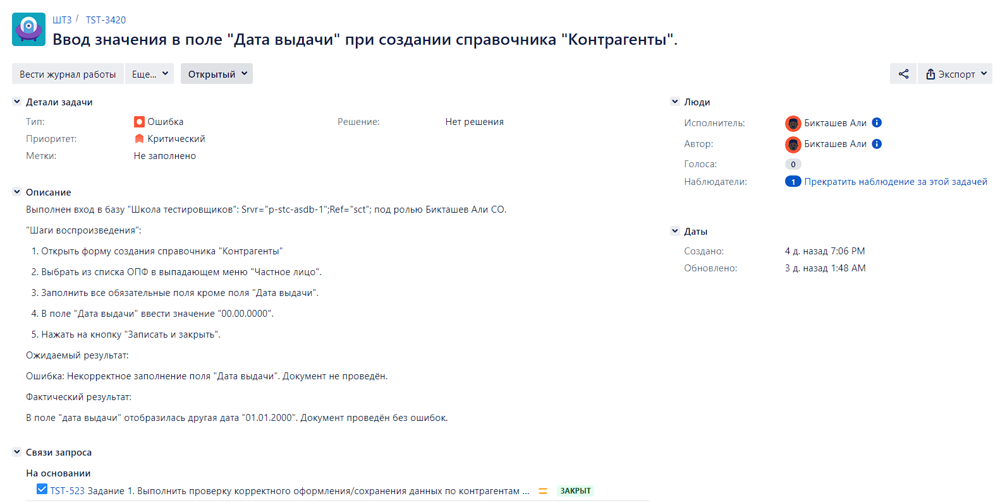 ШТЗ / TST-3420
Ввод значения в поле "Дата выдачи" при создании справочника "Контрагенты".
Вести журнал работы Еще... Открытый Экспорт
Детали задачи
Тип: Ошибка Решение: Нет решения
Приоритет: Критический
Метки: Не заполнено
Описание
Выполнен вход в базу "Школа тестировщиков": Srvr="p-stc-asdb-1";Ref="sct"; под ролью Бикташев Али СО.
"Шаги воспроизведения":
1. Открыть форму создания справочника "Контрагенты"
2. Выбрать из списка ОПФ в выпадающем меню "Частное лицо".
3. Заполнить все обязательные поля кроме поля "Дата выдачи".
4. В поле "Дата выдачи" ввести значение "00.00.0000".
5. Нажать на кнопку "Записать и закрыть".
Ожидаемый результат:
Ошибка: Некорректное заполнение поля "Дата выдачи". Документ не проведён.
Фактический результат:
В поле "дата выдачи" отобразилась другая дата "01.01.2000". Документ проведён без ошибок.
Связи запроса
На основании
TST-523 Задание 1. Выполнить проверку корректного оформления/сохранения данных по контрагентам ... ЗАКРЫТ
Люди
Исполнитель: Бикташев Али
Автор: Бикташев Али
Голоса: 0
Наблюдатели: 1 Прекратить наблюдение за этой задачей
Даты
Создано: 4 д. назад 7:06 PM
Обновлено: 3 д. назад 1:48 AM